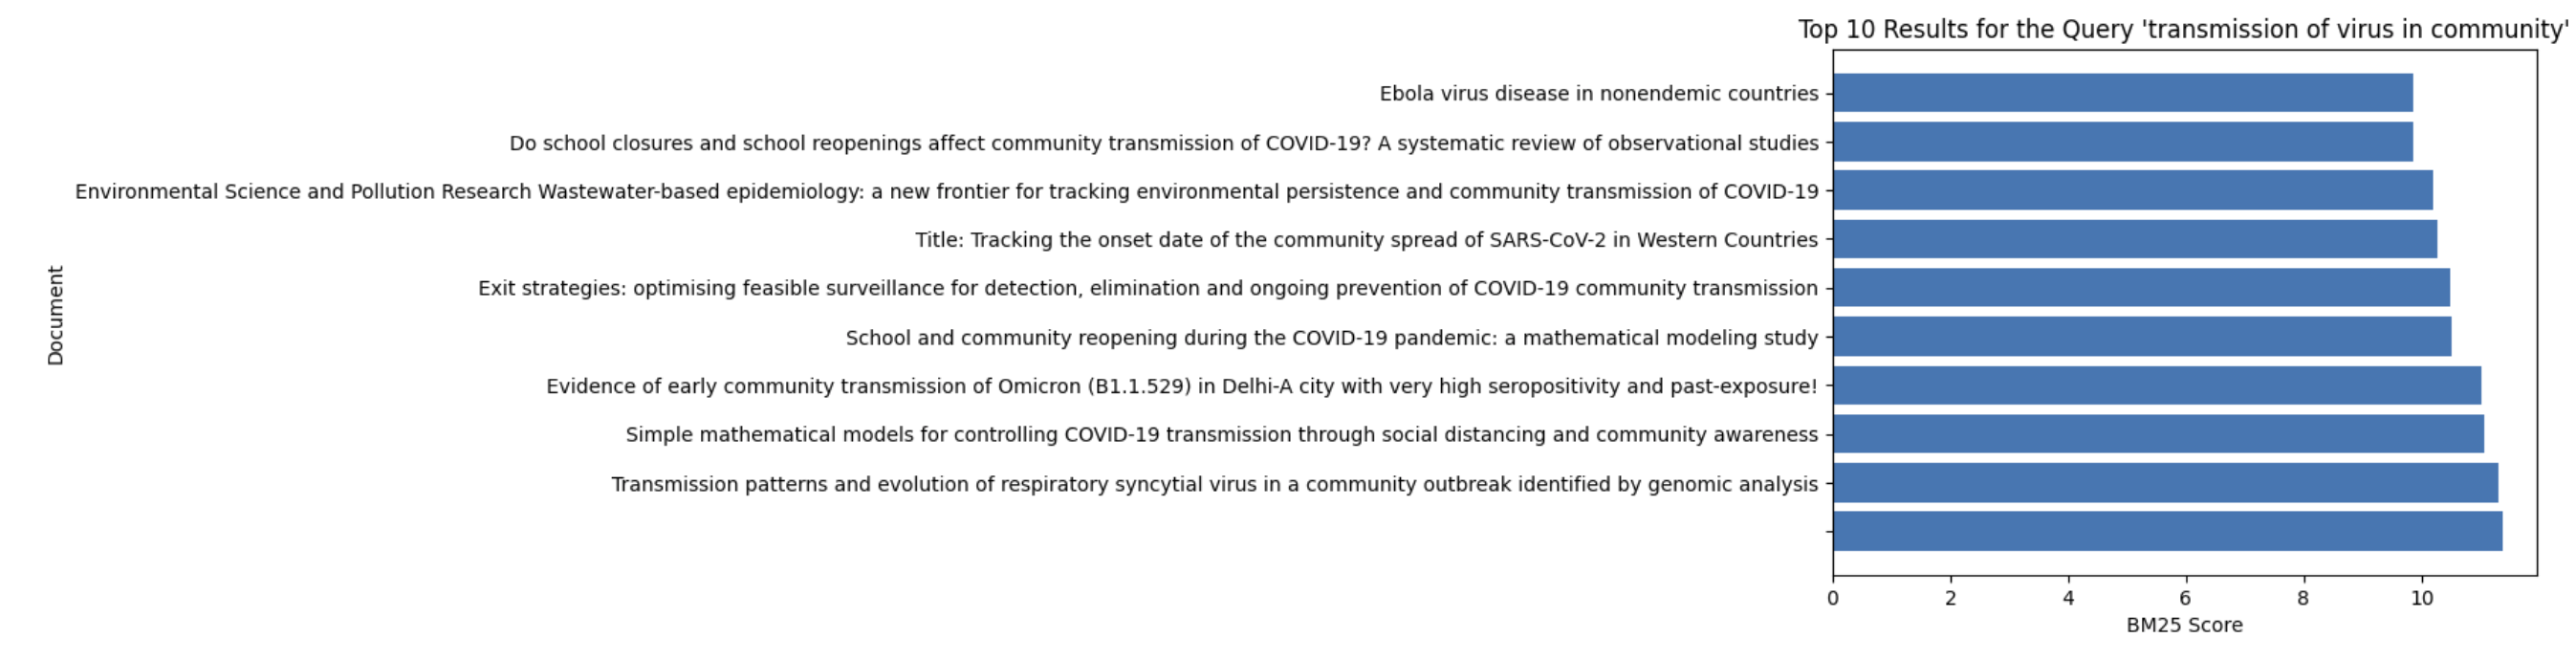 Top 10 Results for the Query 'transmission of virus in community'
Ebola virus disease in nonendemic countries
Do school closures and school reopenings affect community transmission of COVID-19? A systematic review of observational studies
Environmental Science and Pollution Research Wastewater-based epidemiology: a new frontier for tracking environmental persistence and community transmission of COVID-19
Title: Tracking the onset date of the community spread of SARS-CoV-2 in Western Countries
Exit strategies: optimising feasible surveillance for detection, elimination and ongoing prevention of COVID-19 community transmission
School and community reopening during the COVID-19 pandemic: a mathematical modeling study
Evidence of early community transmission of Omicron (B1.1.529) in Delhi-A city with very high seropositivity and past-exposure!
Simple mathematical models for controlling COVID-19 transmission through social distancing and community awareness
Transmission patterns and evolution of respiratory syncytial virus in a community outbreak identified by genomic analysis
Document
0 2 4 6 8 10
BM25 Score